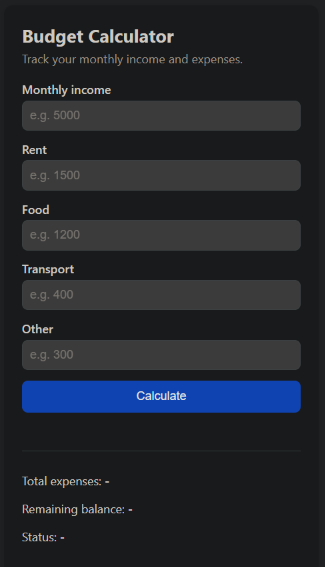 Budget Calculator
Track your monthly income and expenses.
Monthly income
e.g. 5000
Rent
e.g. 1500
Food
e.g. 1200
Transport
e.g. 400
Other
e.g. 300
Calculate
Total expenses: -
Remaining balance: -
Status: -